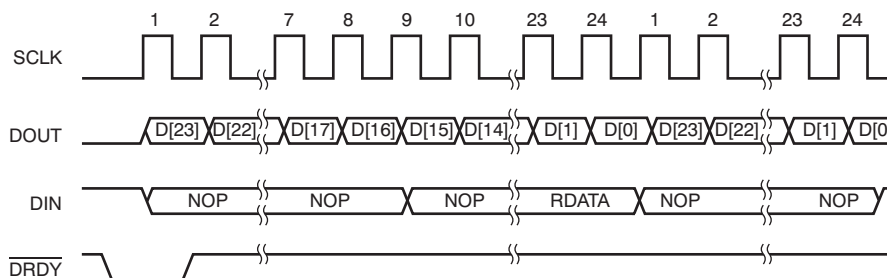 1 2 7 8 9 10 23 24 1 2 23 24
SCLK
DOUT D[23] D[22] D[17] D[16] D[15] D[14] D[1] D[0] D[23] D[22] D[1] D[0
DIN NOP NOP NOP RDATA NOP NOP
DRDY